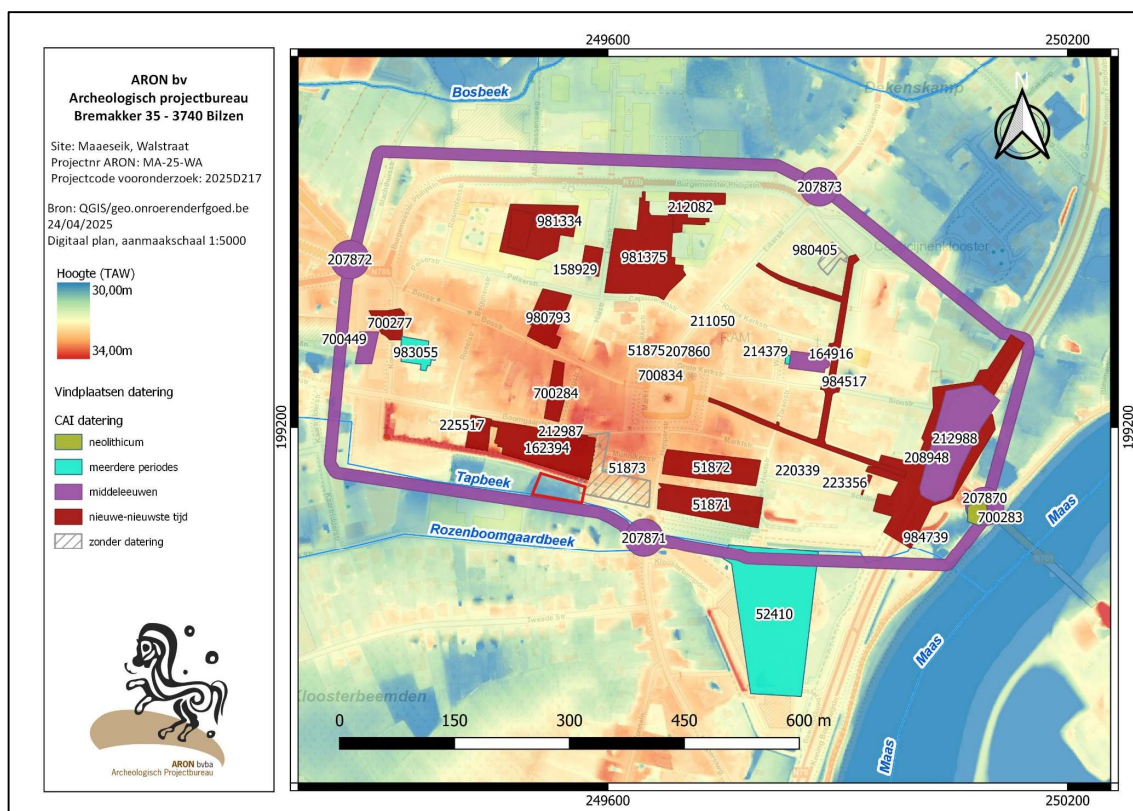 ARON bv
Archeologisch projectbureau
Bremakker 35 - 3740 Bilzen
Site: Maaeseik, Walstraat
Projectnr ARON: MA-25-WA
Projectcode vooronderzoek: 2025D217
Bron: QGIS/geo.onroerenderfgoed.be
24/04/2025
Digitaal plan, aanmaakschaal 1:5000
Hoogte (TAW)
30,00m
34,00m
Vindplaatsen datering
CAI datering
neolithicum
meerdere periodes
middeleeuwen
nieuwe-nieuwste tijd
zonder datering
ARON bvba
Archeologisch Projectbureau
249600
250200
Bosbeek
Dekenskamp
N
N78B
207873
212082
981334
980405
207872
158929
981375
980793
211050
700277
700449
983055
51875
207860
214379
164916
RAM
700834
984517
700284
199200
199200
225517
212987
162394
212988
208948
51873
51872
220339
223356
Tapbeek
51871
207870
700283
Maas
Rozenboomgaardbeek
207871
984739
52410
Tweede Str
Maas
Kloosterbeemden
0
150
300
450
600 m
Maas
249600
250200